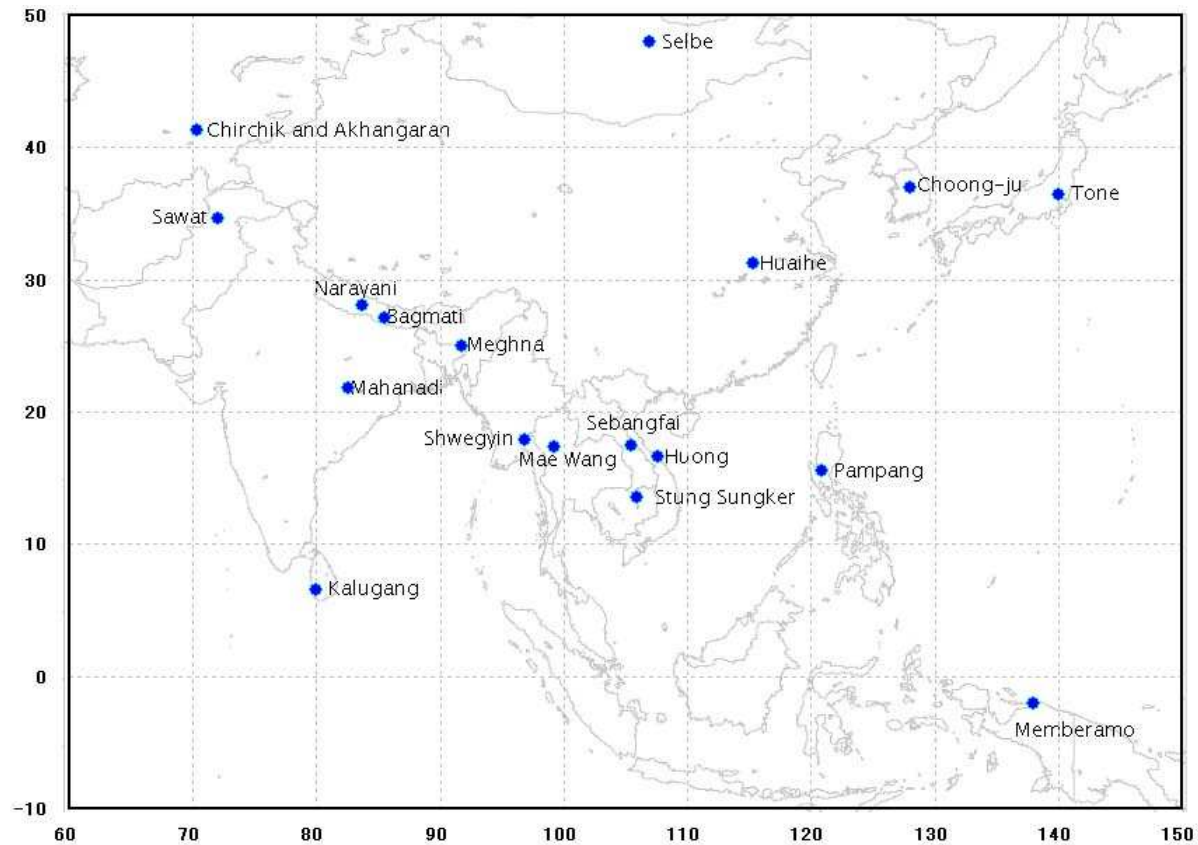 50
Selbe
Chirchik and Akhangaran
40
Choong-ju
Tone
Sawat
Huaihe
30
Narayani
Bagmati
Meghna
Mahanadi
20
Sebangfai
Shwegyin
Mae Wang
Huong
Pampang
Stung Sungker
10
Kalugang
0
Memberamo
-10
60 70 80 90 100 110 120 130 140 150